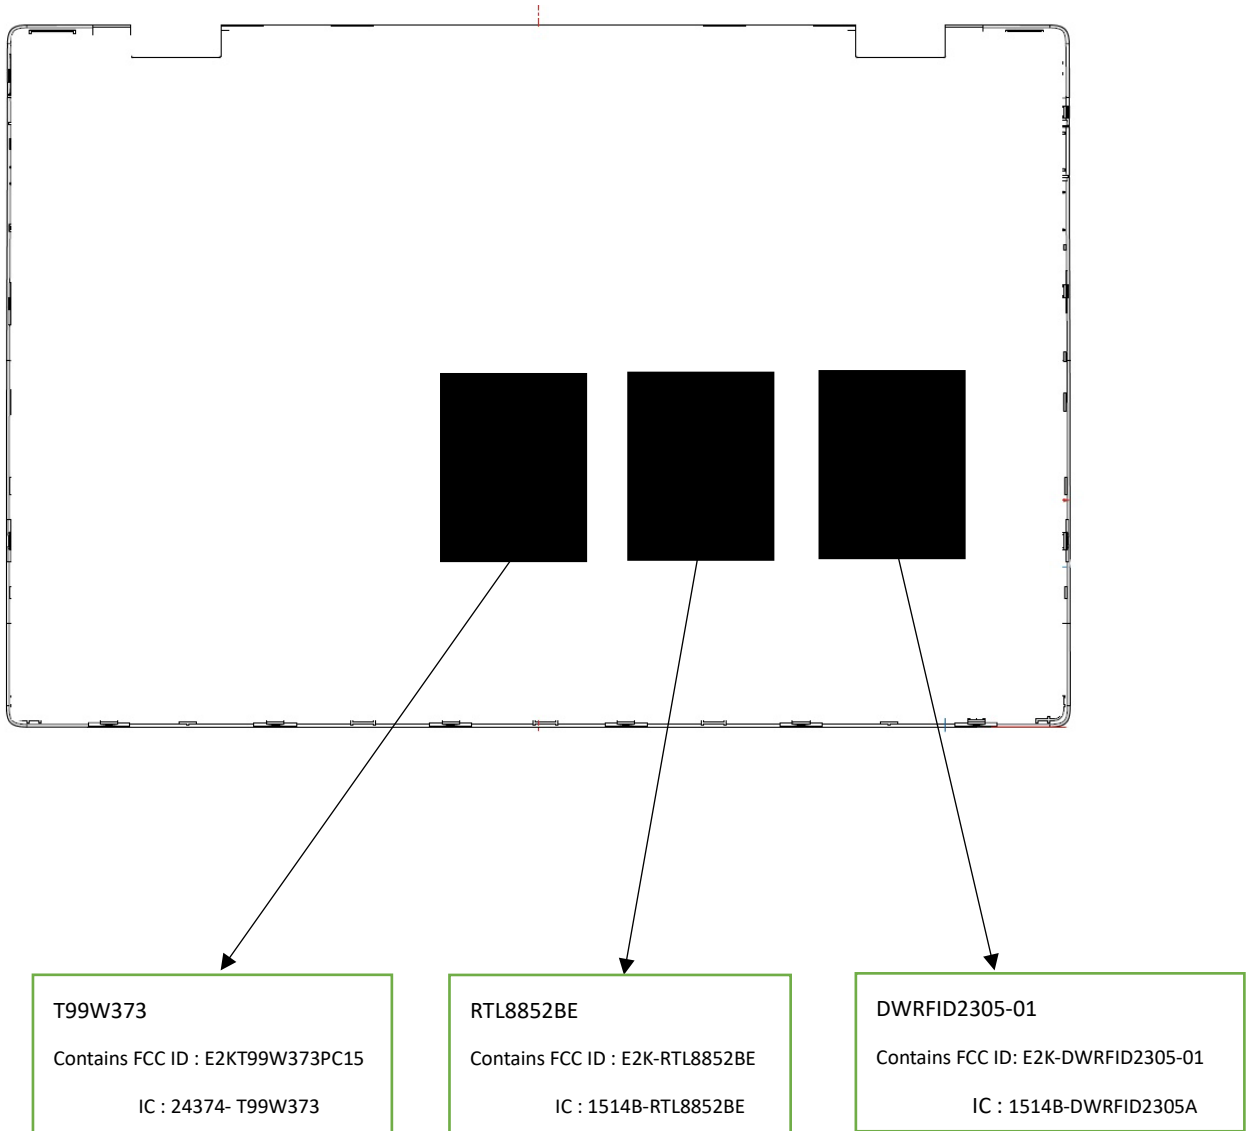 T99W373
Contains FCC ID : E2KT99W373PC15
IC : 24374- T99W373
RTL8852BE
Contains FCC ID : E2K-RTL8852BE
IC : 1514B-RTL8852BE
DWRFID2305-01
Contains FCC ID: E2K-DWRFID2305-01
IC : 1514B-DWRFID2305A